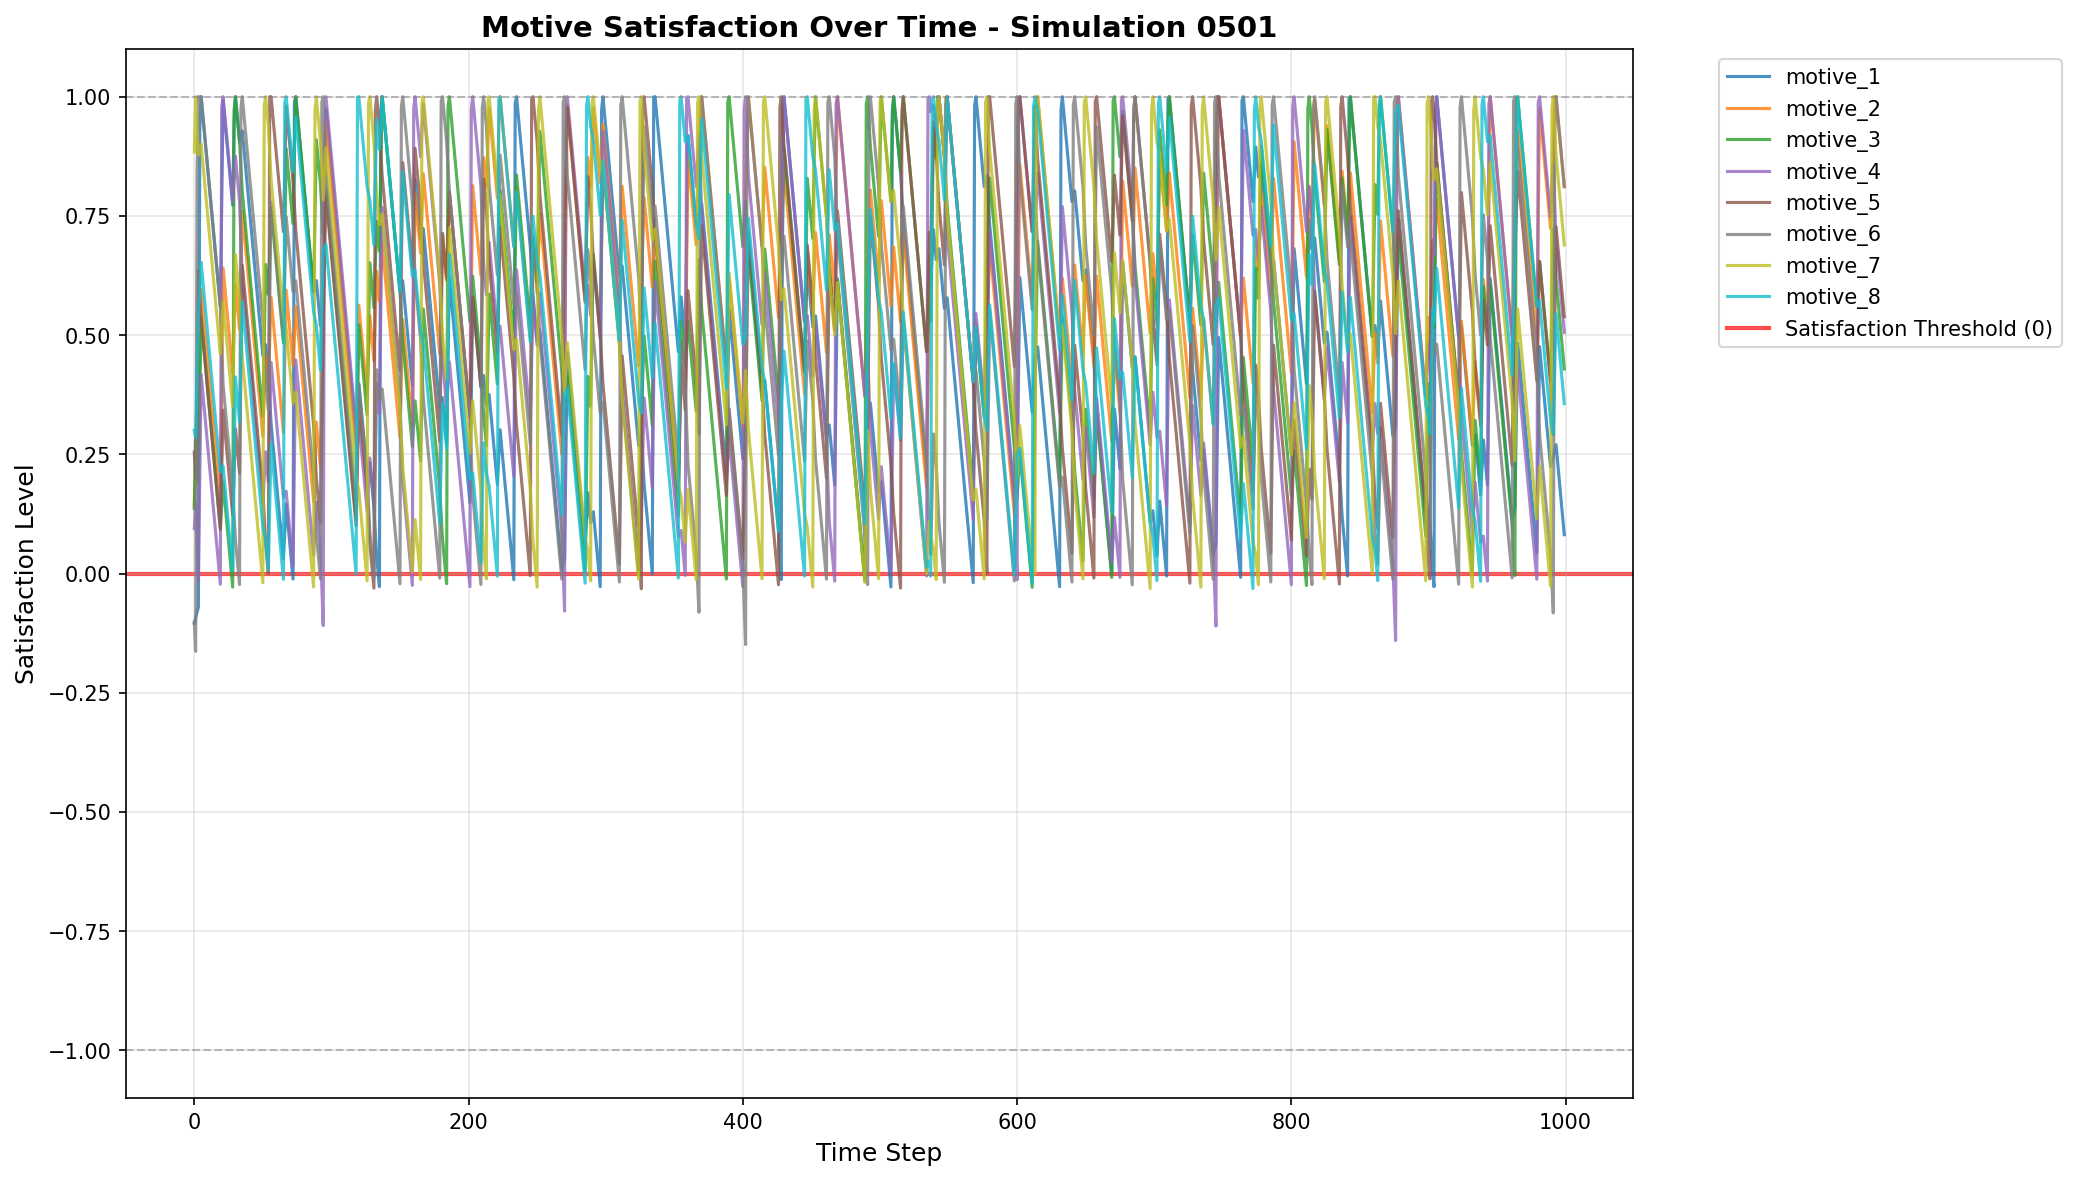 Motive Satisfaction Over Time - Simulation 0501
1.00
0.75
0.50
0.25
0.00
−0.25
−0.50
−0.75
−1.00
Satisfaction Level
0
200
400
600
800
1000
Time Step
motive_1
motive_2
motive_3
motive_4
motive_5
motive_6
motive_7
motive_8
Satisfaction Threshold (0)